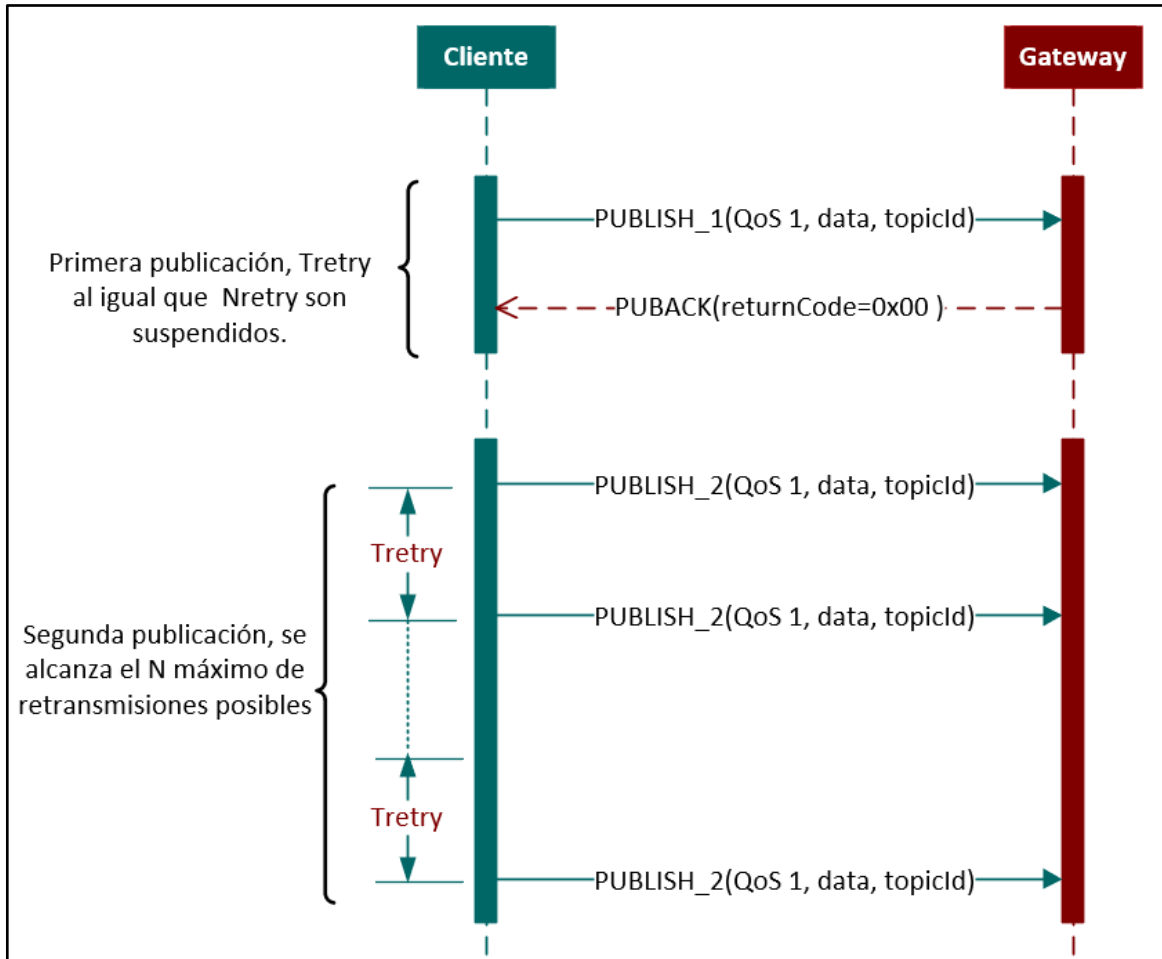 Cliente
Gateway
PUBLISH_1(QoS 1, data, topicId)
Primera publicación, Tretry
al igual que Nretry son
suspendidos.
PUBACK(returnCode=0x00 )
PUBLISH_2(QoS 1, data, topicId)
Tretry
PUBLISH_2(QoS 1, data, topicId)
Segunda publicación, se
alcanza el N máximo de
retransmisiones posibles
Tretry
PUBLISH_2(QoS 1, data, topicId)